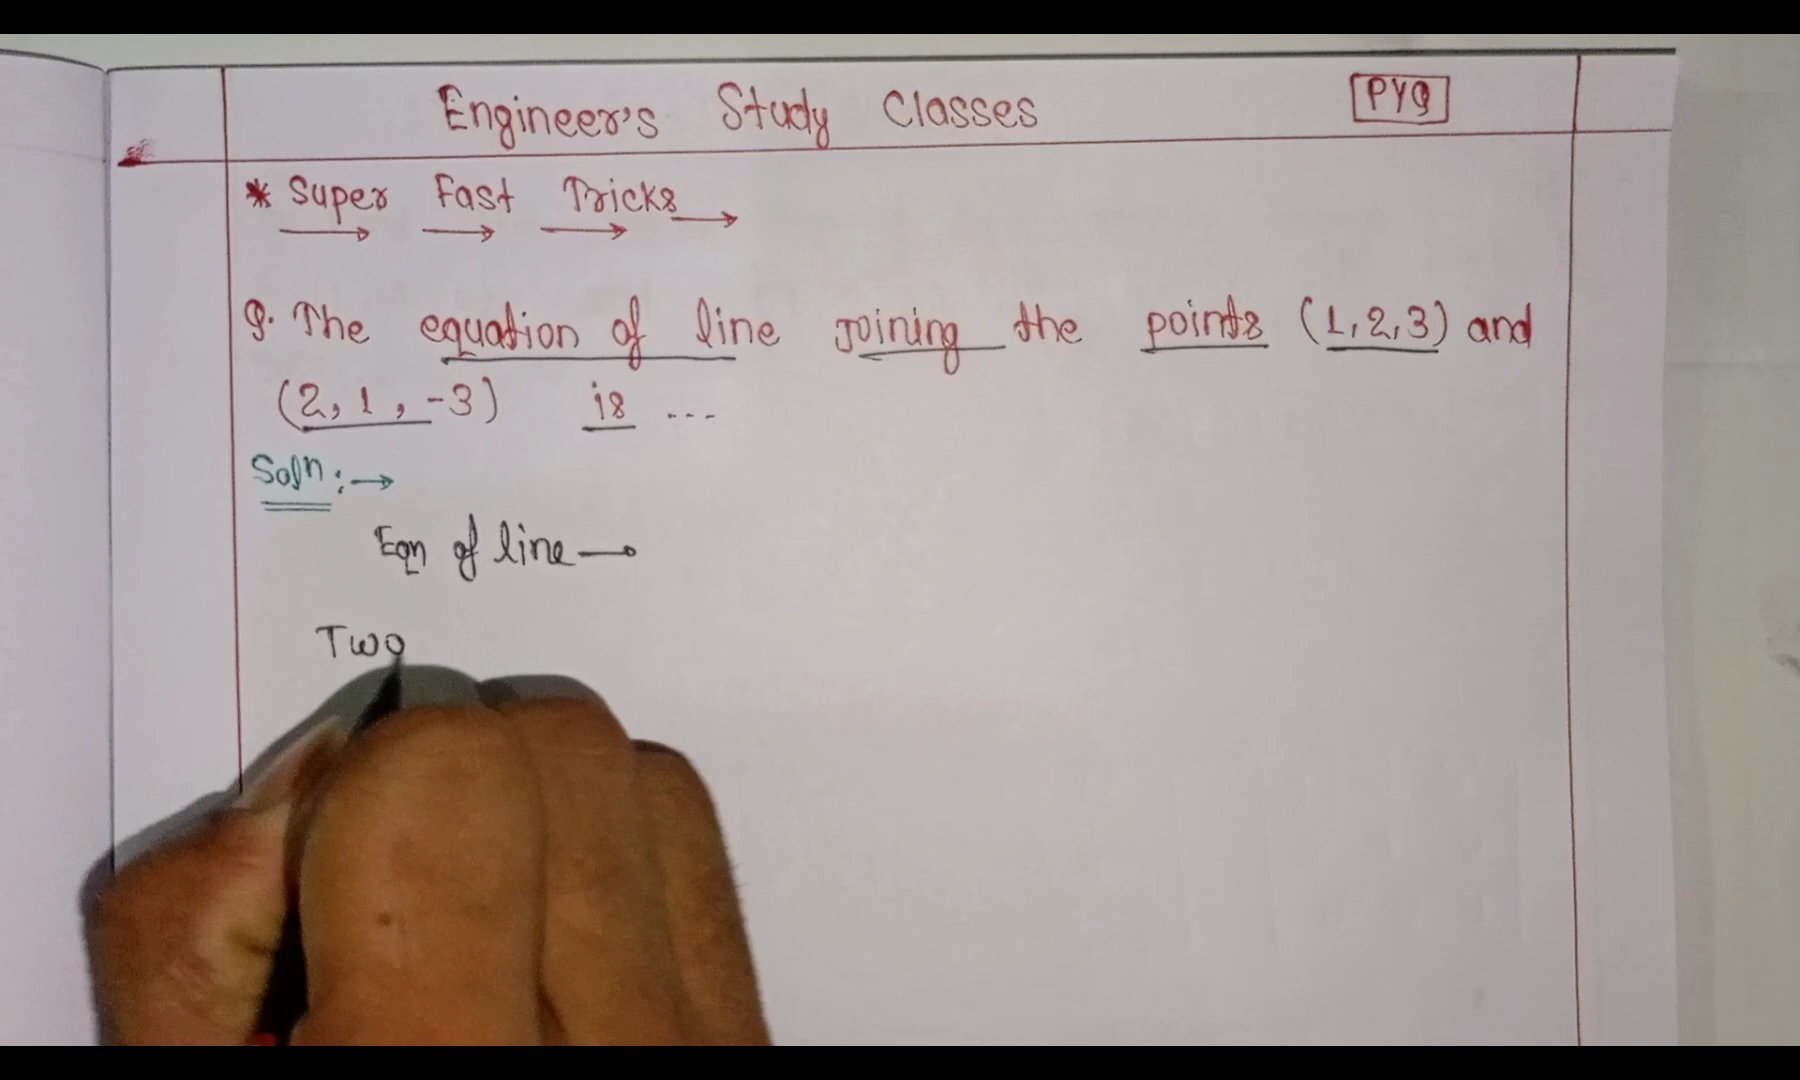 Engineer's Study Classes PYQ
* Super Fast Tricks →
Q. The equation of line Joining the points (1,2,3) and
(2, 1, -3) is ...
Soln :→
Eqn of line →
Two